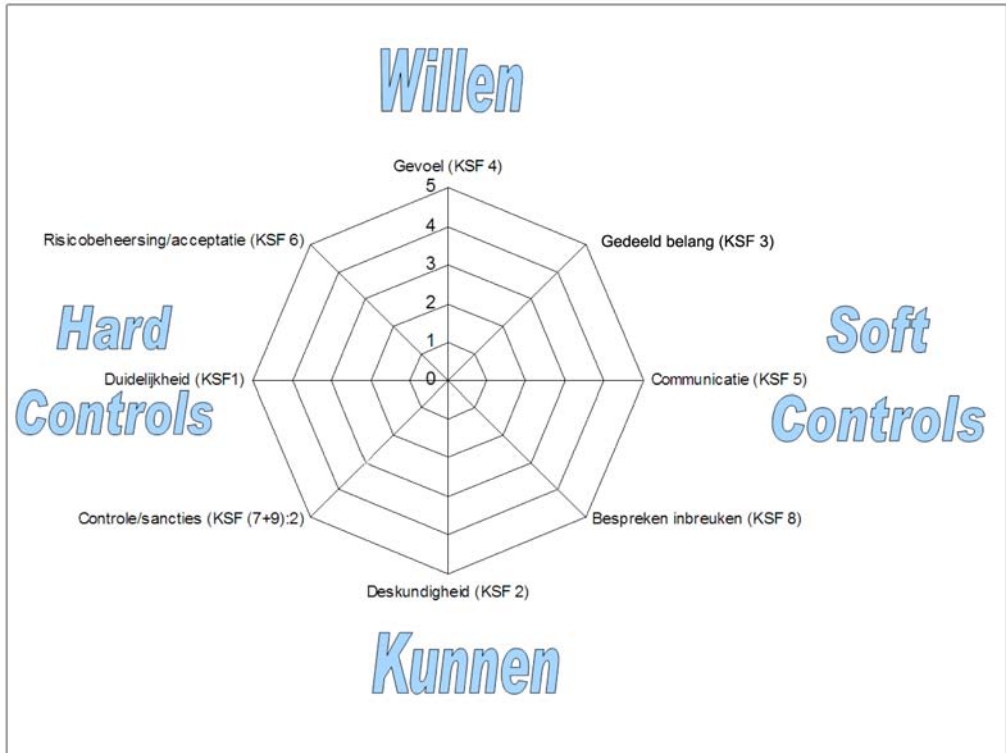 Willen
Gevoel (KSF 4)
5
4
3
2
1
0
Risicobeheersing/acceptatie (KSF 6)
Gedeeld belang (KSF 3)
Hard
Controls
Soft
Controls
Duidelijkheid (KSF1)
Communicatie (KSF 5)
Controle/sancties (KSF (7+9):2)
Bespreken inbreuken (KSF 8)
Deskundigheid (KSF 2)
Kunnen